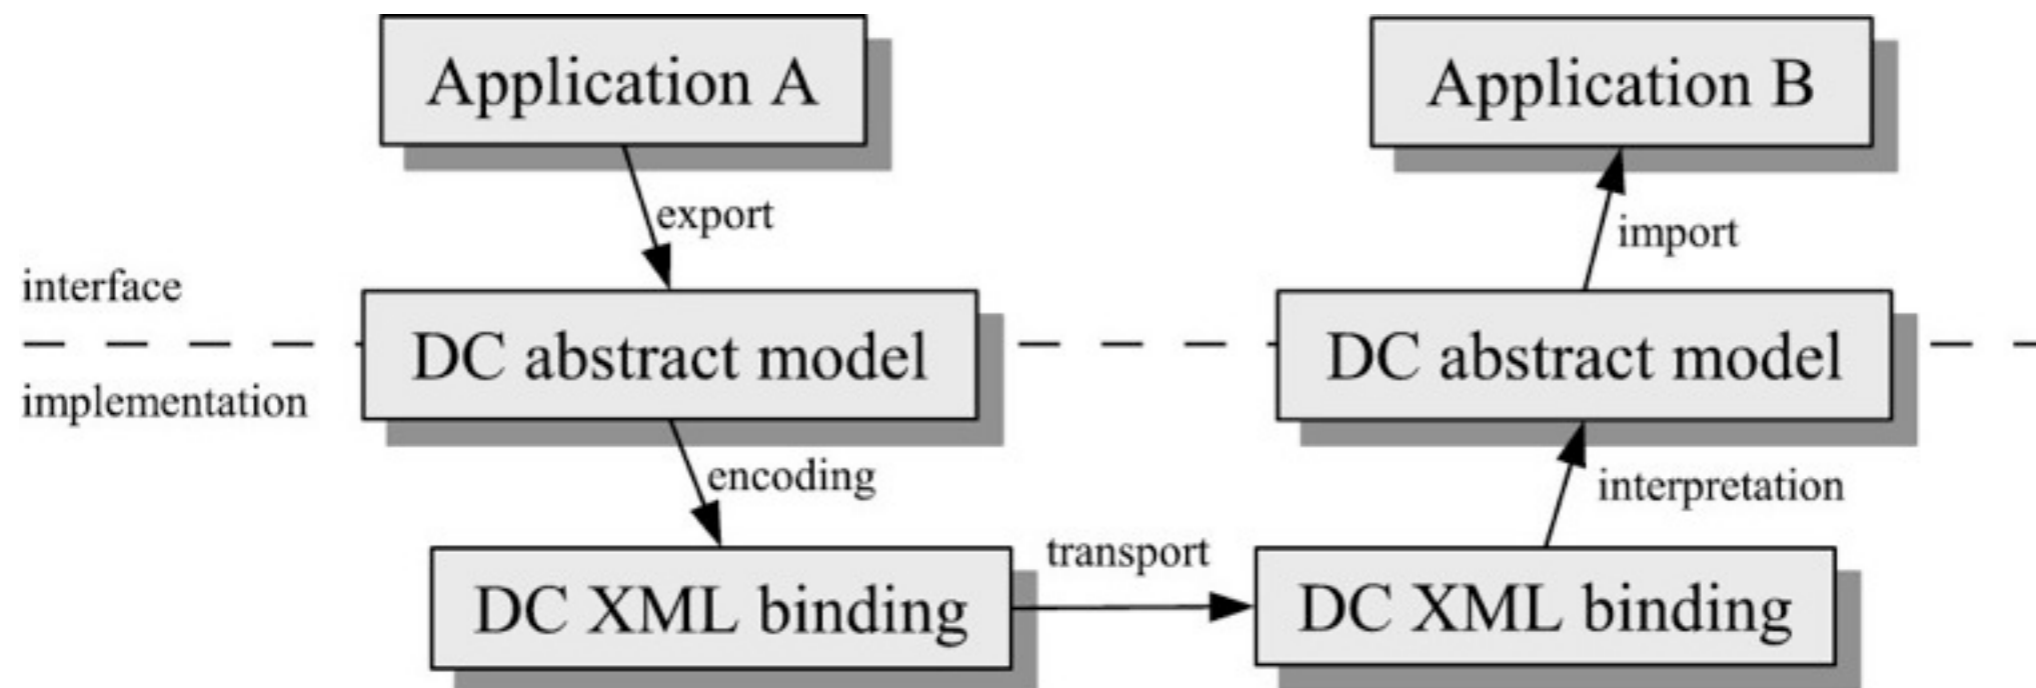 Application A
Application B
export
import
interface
DC abstract model
DC abstract model
implementation
encoding
interpretation
transport
DC XML binding
DC XML binding